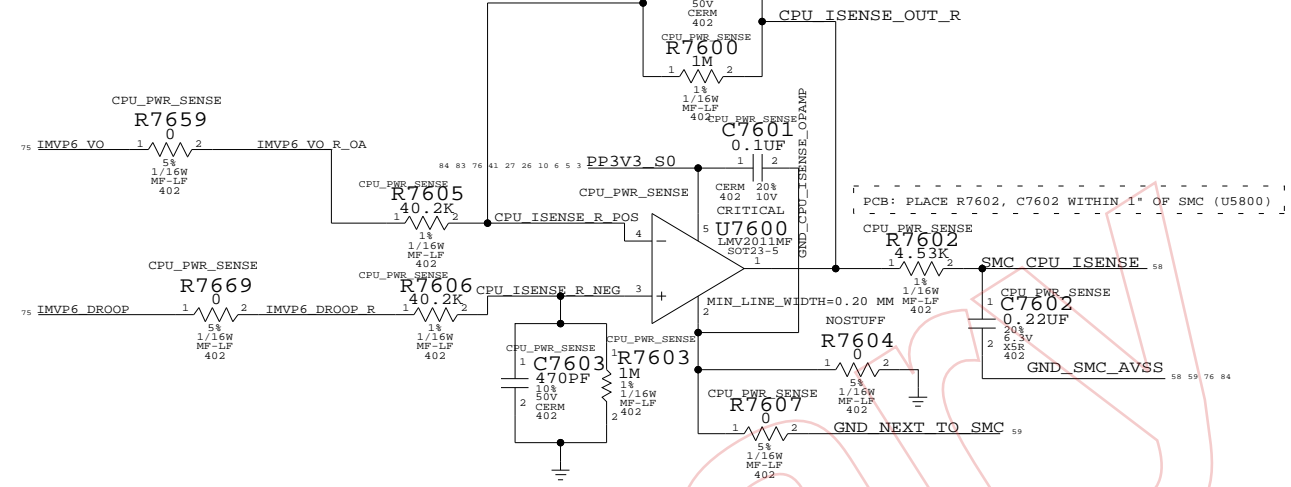 50V
CERM
402
CPU_ISENSE_OUT_R
CPU_PWR_SENSE
R7600
1M
1 2
1%
1/16W
MF-LF
402
CPU_PWR_SENSE
R7659
0
75 IMVP6_VO 1 2 IMVP6_VO_R_OA
5%
1/16W
MF-LF
402
CPU_PWR_SENSE
C7601
0.1UF
1 2
CERM 20%
402 10V
GND_CPU_ISENSE_OPAMP
84 83 76 41 27 26 10 6 5 3 PP3V3_S0
CPU_PWR_SENSE
R7605
40.2K
1 2
1%
1/16W
MF-LF
402
CPU_ISENSE_R_POS
CPU_PWR_SENSE
CRITICAL
U7600
LMV2011MF
SOT23-5
5
4
−
3
+
1
2
PCB: PLACE R7602, C7602 WITHIN 1" OF SMC (U5800)
CPU_PWR_SENSE
R7602
4.53K
1 2
1%
1/16W
MF-LF
402
SMC_CPU_ISENSE 58
CPU_PWR_SENSE
R7669
0
75 IMVP6_DROOP 1 2 IMVP6_DROOP_R
5%
1/16W
MF-LF
402
CPU_PWR_SENSE
R7606
40.2K
1 2
1%
1/16W
MF-LF
402
CPU_ISENSE_R_NEG
MIN_LINE_WIDTH=0.20 MM
CPU_PWR_SENSE
1 C7602
0.22UF
20%
6.3V
2 X5R
402
GND_SMC_AVSS 58 59 76 84
NOSTUFF
R7604
0
1 2
5%
1/16W
MF-LF
402
CPU_PWR_SENSE
1 C7603
470PF
10%
50V
2 CERM
402
CPU_PWR_SENSE
1 R7603
1M
1%
1/16W
MF-LF
2 402
CPU_PWR_SENSE
R7607
0
1 2 GND_NEXT_TO_SMC 59
5%
1/16W
MF-LF
402